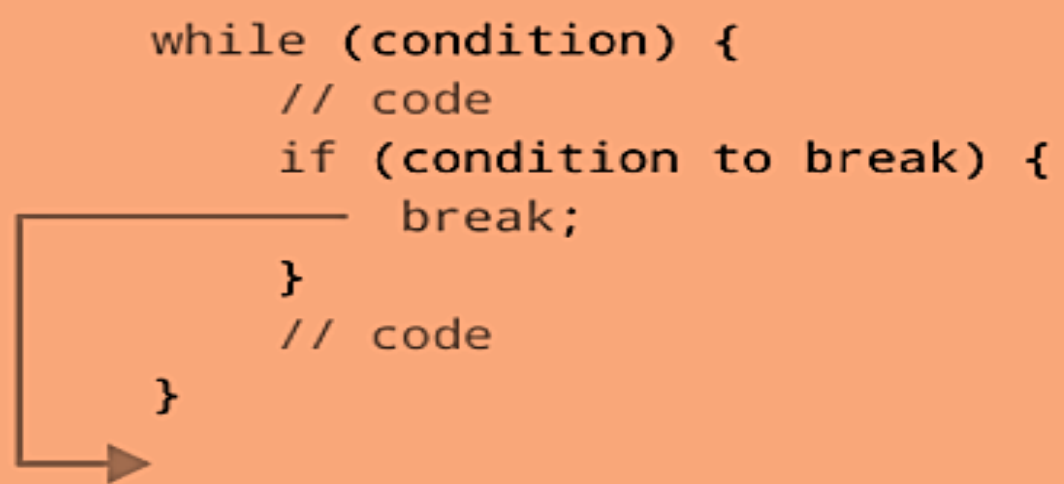 while (condition) {
// code
if (condition to break) {
break;
}
// code
}